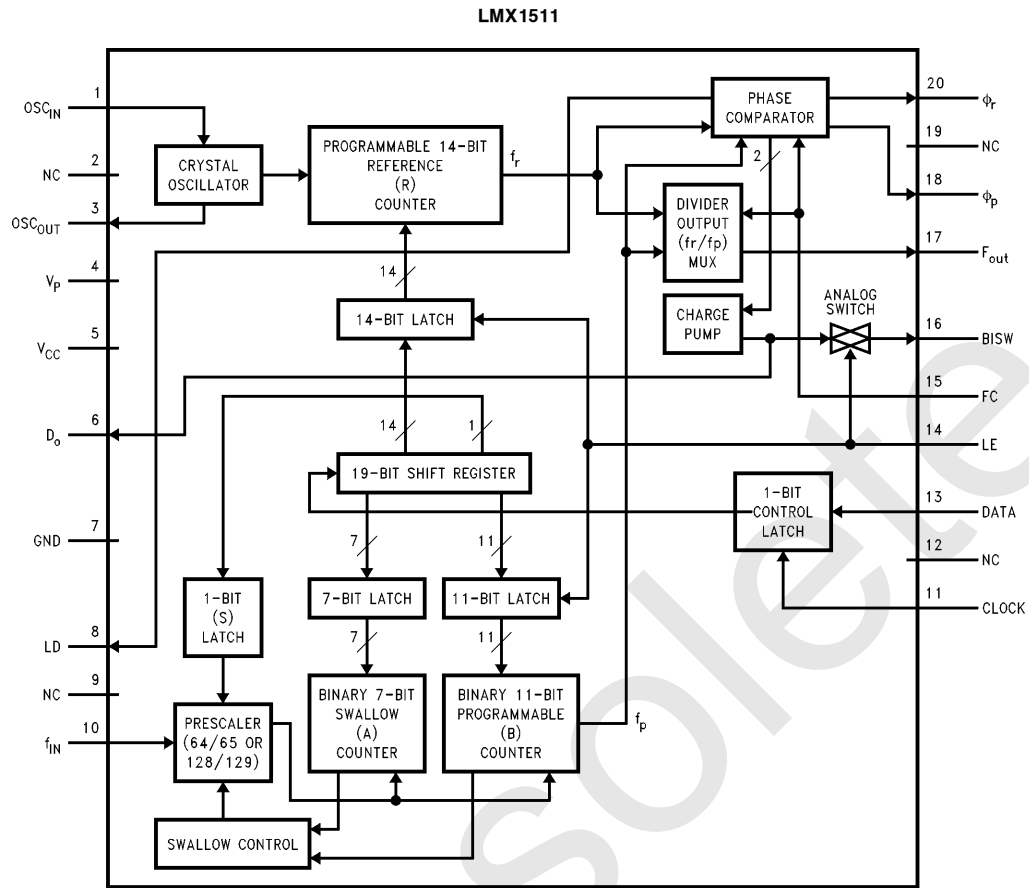 LMX1511
1
OSC_IN
2
NC
3
OSC_OUT
4
V_P
5
V_CC
6
D_o
7
GND
8
LD
9
NC
10
f_IN
CRYSTAL
OSCILLATOR
PROGRAMMABLE 14-BIT
REFERENCE
(R)
COUNTER
f_r
14
14-BIT LATCH
14
1
19-BIT SHIFT REGISTER
7
11
1-BIT
(S)
LATCH
7-BIT LATCH
11-BIT LATCH
7
11
PRESCALER
(64/65 OR
128/129)
BINARY 7-BIT
SWALLOW
(A)
COUNTER
BINARY 11-BIT
PROGRAMMABLE
(B)
COUNTER
f_p
SWALLOW CONTROL
PHASE
COMPARATOR
2
DIVIDER
OUTPUT
(fr/fp)
MUX
CHARGE
PUMP
ANALOG
SWITCH
1-BIT
CONTROL
LATCH
20
ϕ_r
19
NC
18
ϕ_p
17
F_out
16
BISW
15
FC
14
LE
13
DATA
12
NC
11
CLOCK
solete